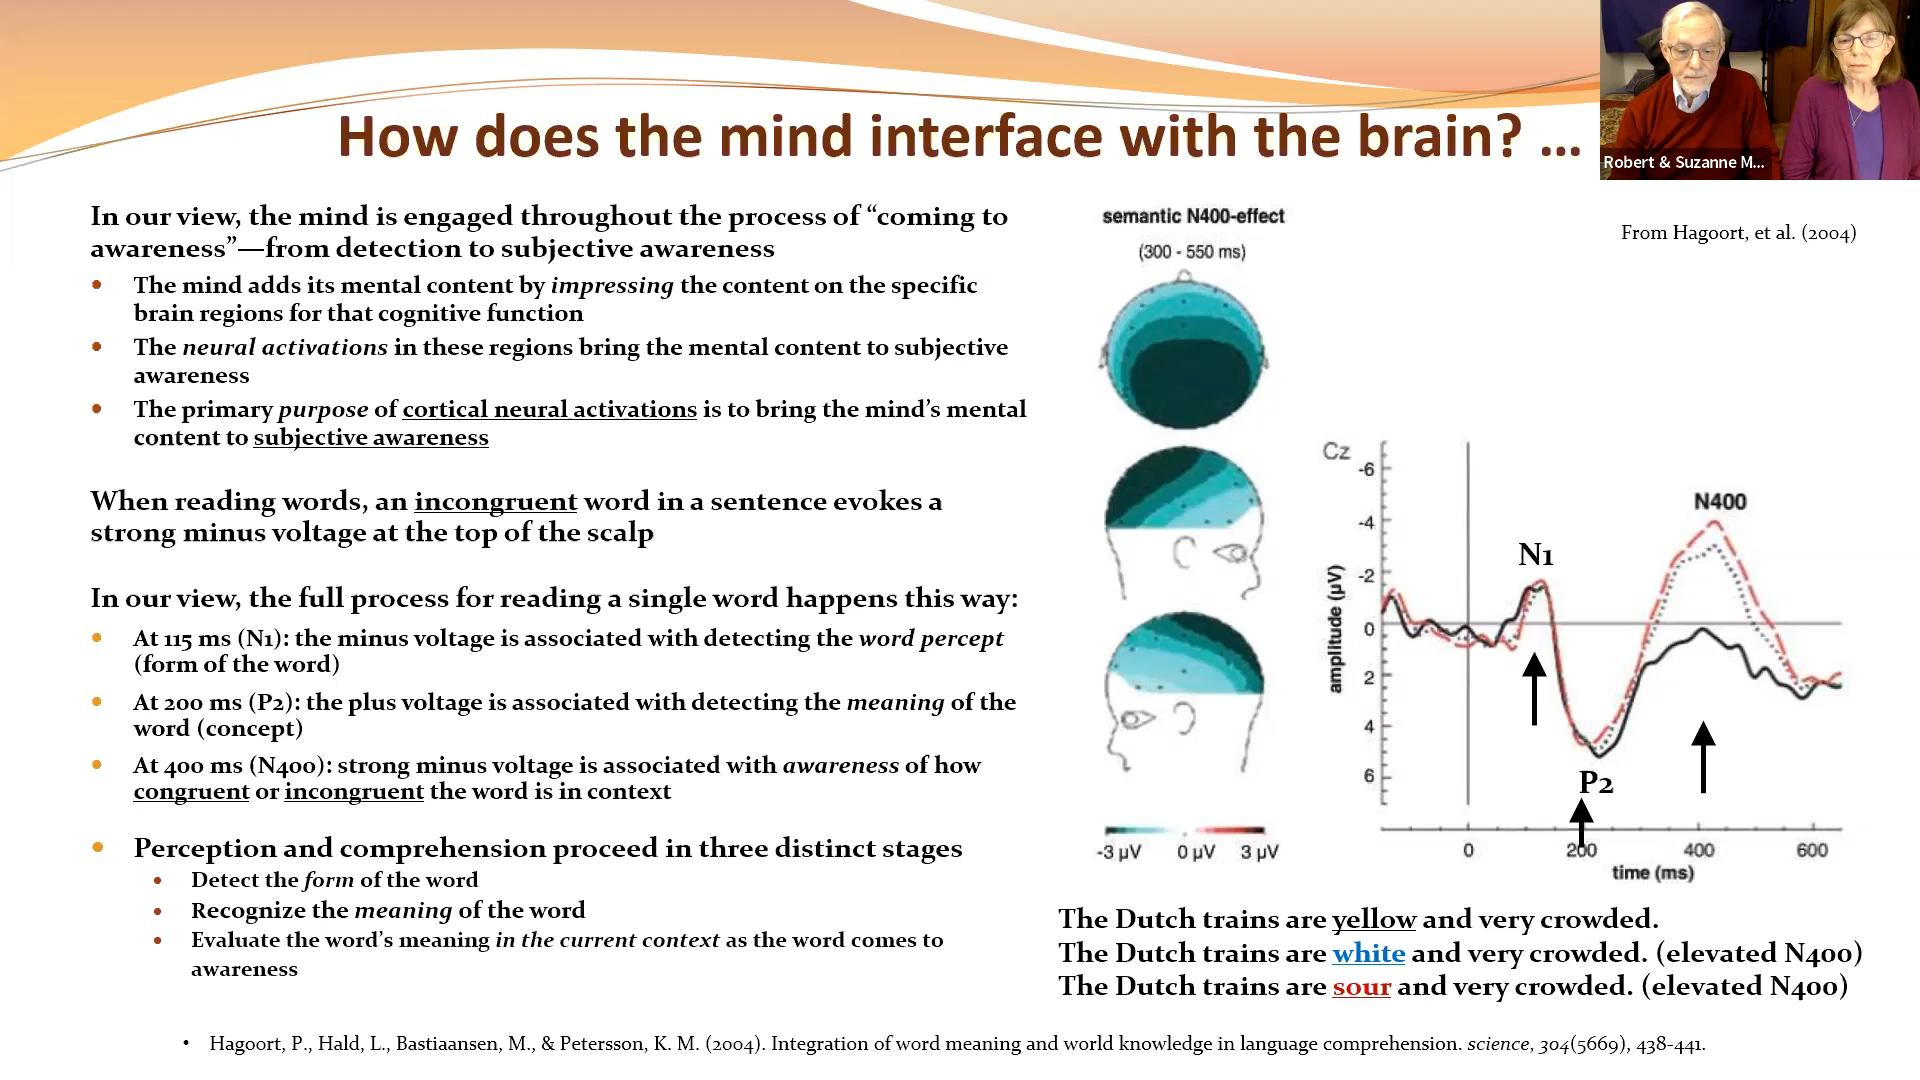 How does the mind interface with the brain? ...
Robert & Suzanne M...
In our view, the mind is engaged throughout the process of “coming to
awareness”—from detection to subjective awareness
• The mind adds its mental content by impressing the content on the specific
brain regions for that cognitive function
• The neural activations in these regions bring the mental content to subjective
awareness
• The primary purpose of cortical neural activations is to bring the mind’s mental
content to subjective awareness
When reading words, an incongruent word in a sentence evokes a
strong minus voltage at the top of the scalp
In our view, the full process for reading a single word happens this way:
• At 115 ms (N1): the minus voltage is associated with detecting the word percept
(form of the word)
• At 200 ms (P2): the plus voltage is associated with detecting the meaning of the
word (concept)
• At 400 ms (N400): strong minus voltage is associated with awareness of how
congruent or incongruent the word is in context
• Perception and comprehension proceed in three distinct stages
• Detect the form of the word
• Recognize the meaning of the word
• Evaluate the word’s meaning in the current context as the word comes to
awareness
semantic N400-effect
(300 - 550 ms)
-3 µV 0 µV 3 µV
From Hagoort, et al. (2004)
Cz
-6
-4
-2
0
2
4
6
amplitude (µV)
N1
N400
P2
0 200 400 600
time (ms)
The Dutch trains are yellow and very crowded.
The Dutch trains are white and very crowded. (elevated N400)
The Dutch trains are sour and very crowded. (elevated N400)
• Hagoort, P., Hald, L., Bastiaansen, M., & Petersson, K. M. (2004). Integration of word meaning and world knowledge in language comprehension. science, 304(5669), 438-441.